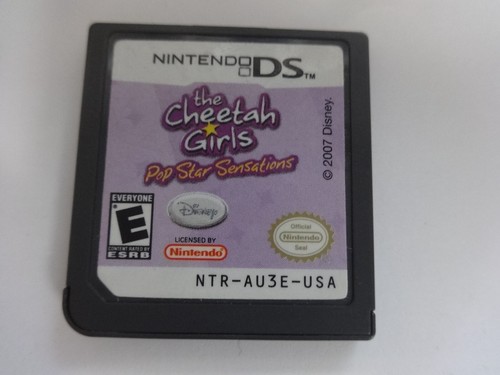 NINTENDO DS™
the
Cheetah
Girls
Pop Star Sensations
© 2007 Disney.
EVERYONE
E
CONTENT RATED BY
ESRB
Disney
LICENSED BY
Nintendo
Official
Nintendo
Seal
NTR-AU3E-USA